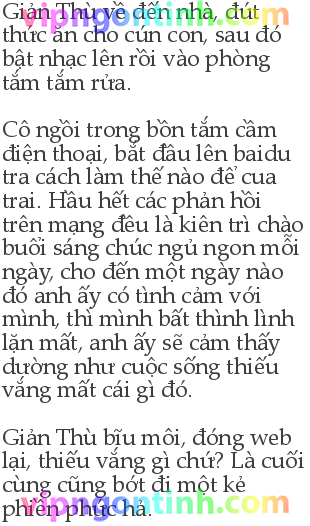 Giản Thù về đến nhà, đút
thức ăn cho cún con, sau đó
bật nhạc lên rồi vào phòng
tắm tắm rửa.
Cô ngồi trong bồn tắm cầm
điện thoại, bắt đầu lên baidu
tra cách làm thế nào để cua
trai. Hầu hết các phản hồi
trên mạng đều là kiên trì chào
buổi sáng chúc ngủ ngon mỗi
ngày, cho đến một ngày nào
đó anh ấy có tình cảm với
mình, thì mình bất thình lình
lặn mất, anh ấy sẽ cảm thấy
dường như cuộc sống thiếu
vắng mất cái gì đó.
Giản Thù bĩu môi, đóng web
lại, thiếu vắng gì chứ? Là cuối
cùng cũng bớt đi một kẻ
phiền phức hả.
vipngontinh.com
vipngontinh.com